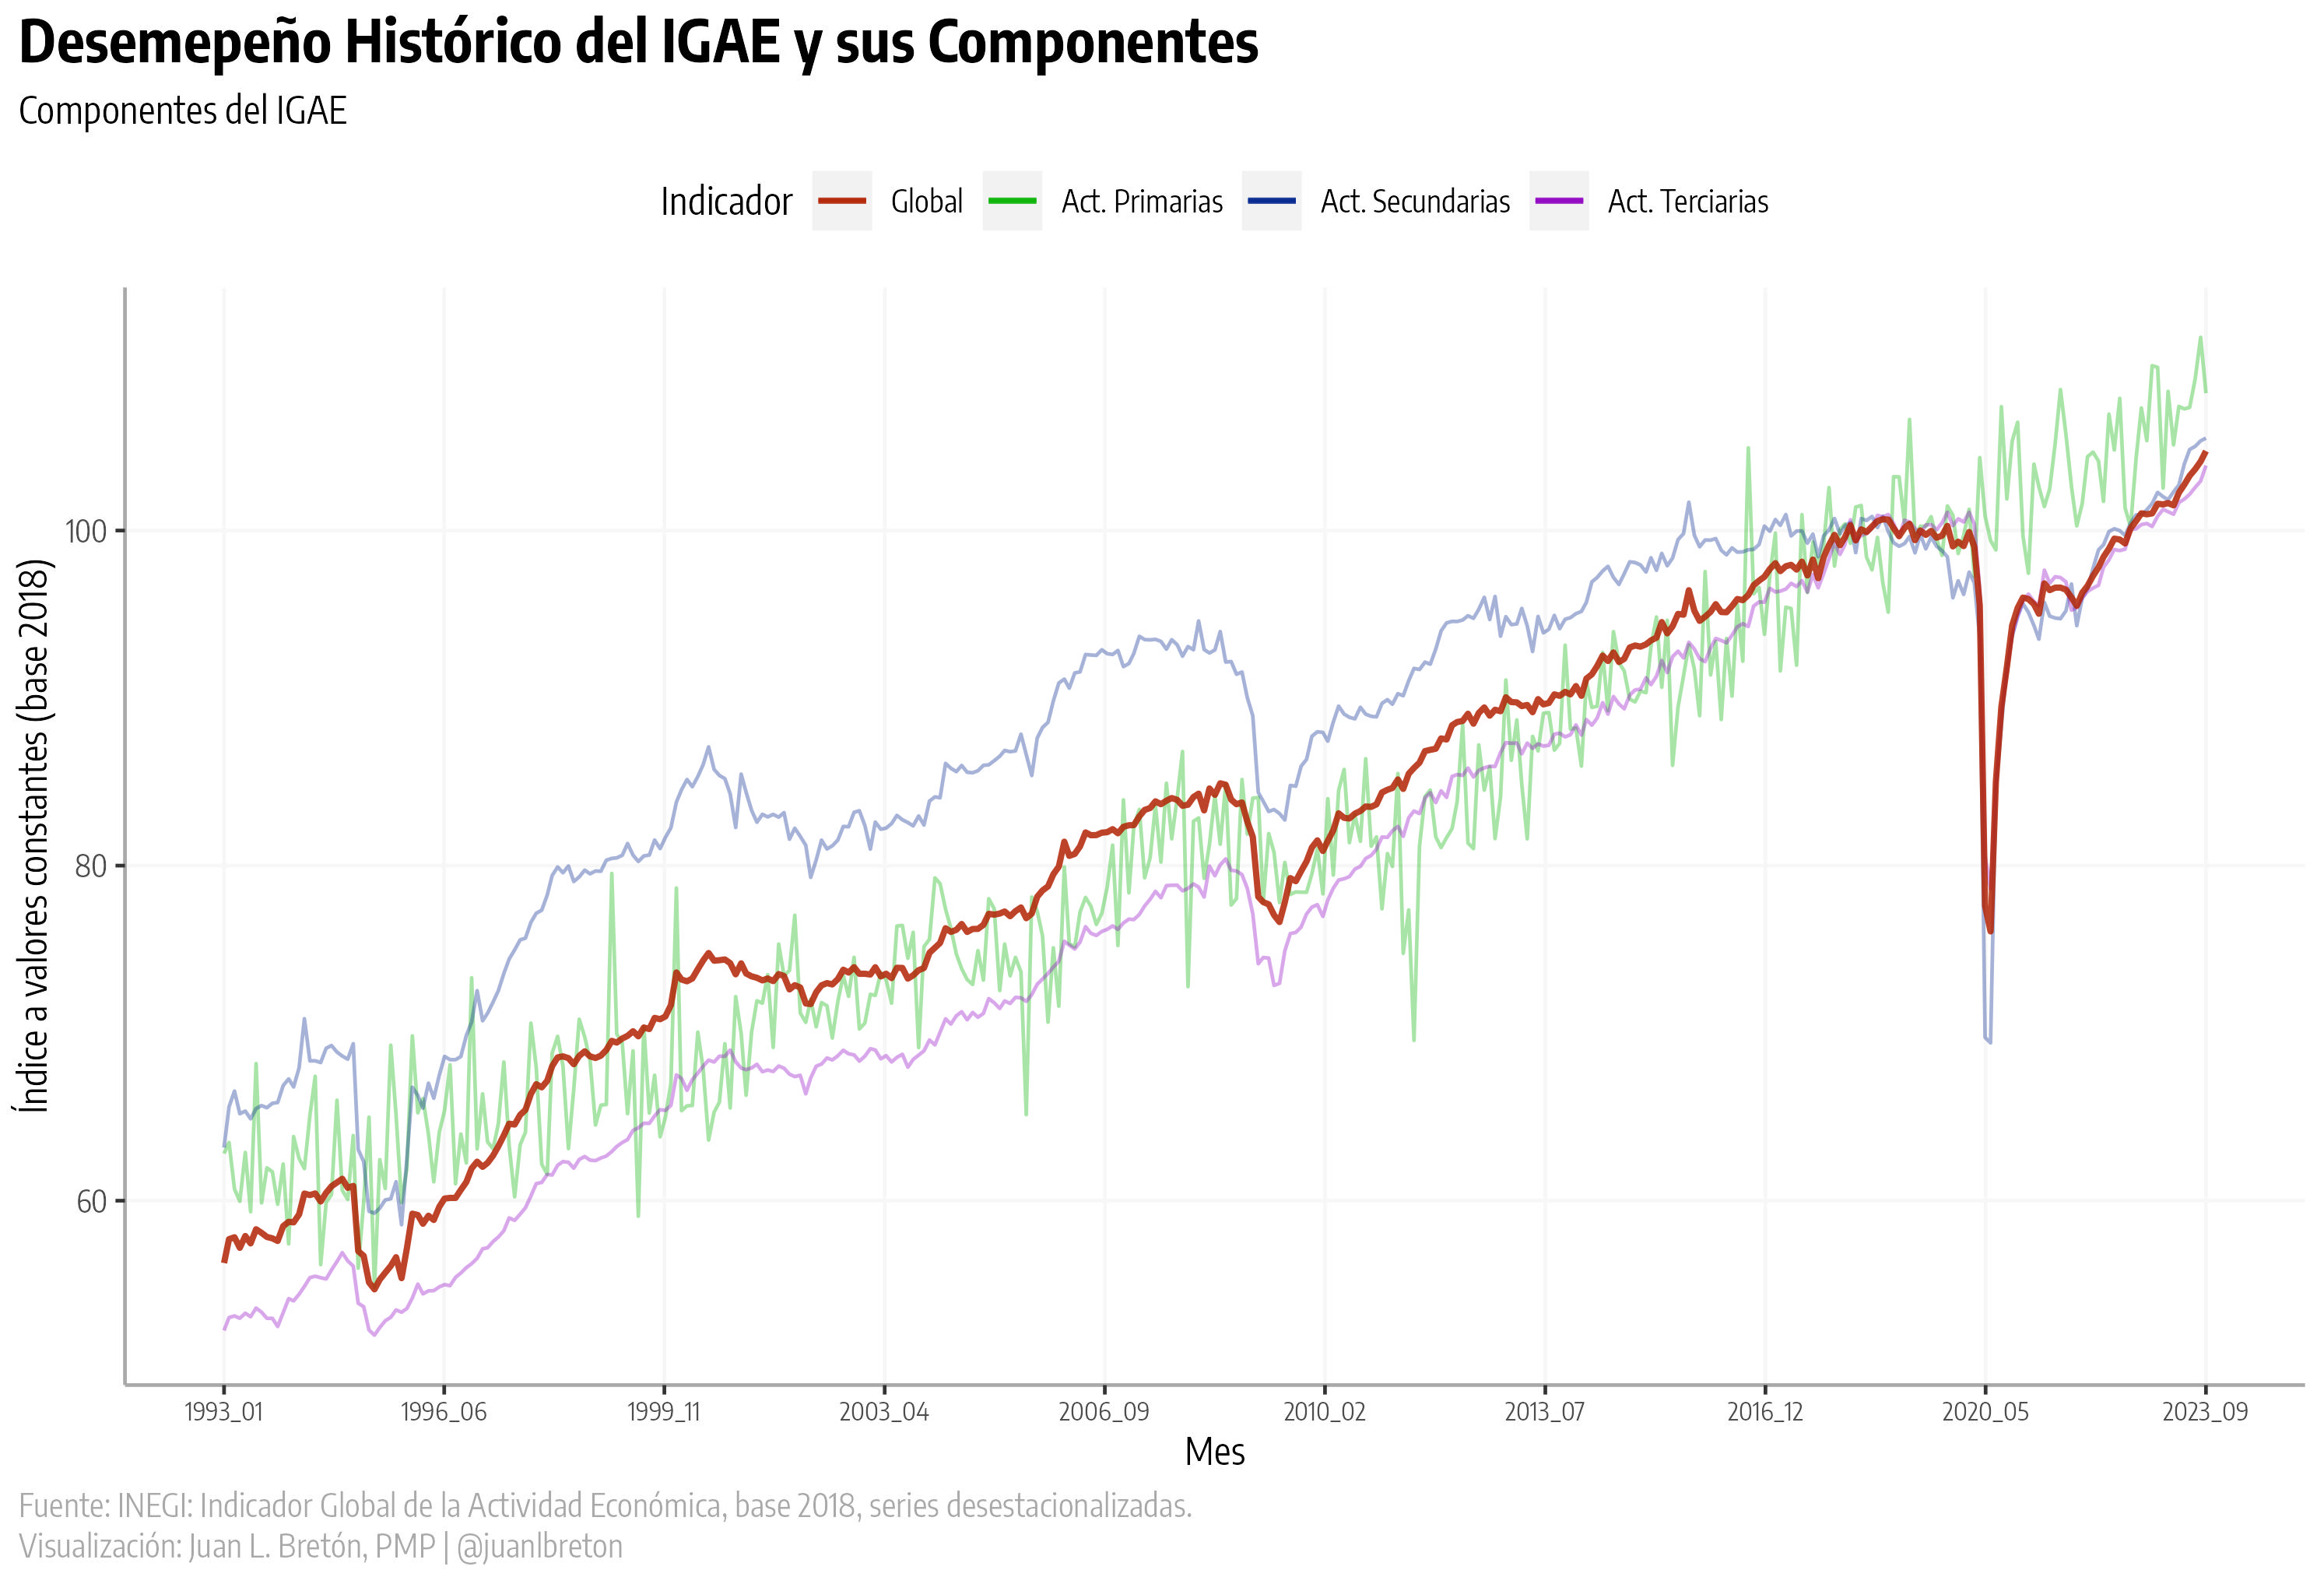 Desemepeño Histórico del IGAE y sus Componentes
Componentes del IGAE
Indicador Global Act. Primarias Act. Secundarias Act. Terciarias
Índice a valores constantes (base 2018)
100
80
60
1993_01 1996_06 1999_11 2003_04 2006_09 2010_02 2013_07 2016_12 2020_05 2023_09
Mes
Fuente: INEGI: Indicador Global de la Actividad Económica, base 2018, series desestacionalizadas.
Visualización: Juan L. Bretón, PMP | @juanlbreton